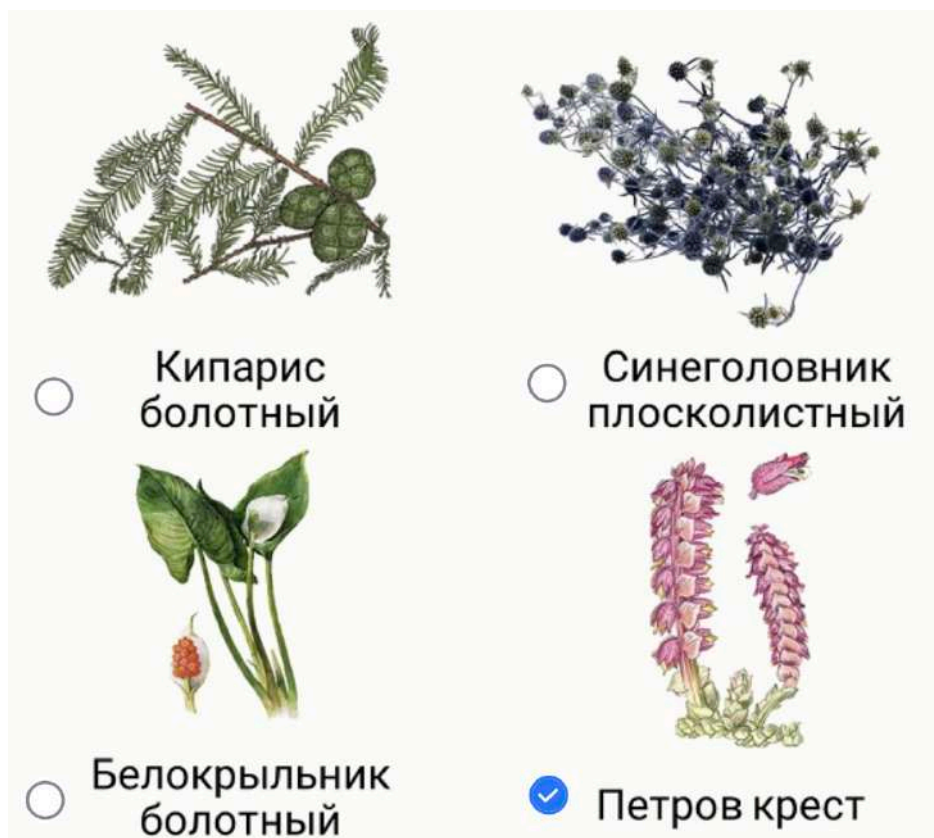 Кипарис
болотный
Синеголовник
плосколистный
Белокрыльник
болотный
Петров крест